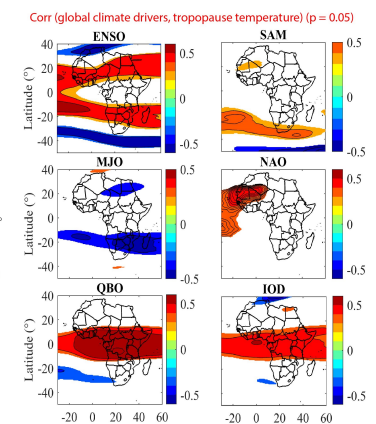 Corr (global climate drivers, tropopause temperature) (p = 0.05)
ENSO SAM
40 0.5 0.5
20
0 0 0
-20
-40 -0.5 -0.5
Latitude (°)
MJO NAO
40 0.5 0.5
20
0 0 0
-20
-40 -0.5 -0.5
Latitude (°)
QBO IOD
40 0.5 0.5
20
0 0 0
-20
-40 -0.5 -0.5
Latitude (°)
-20 0 20 40 60 -20 0 20 40 60